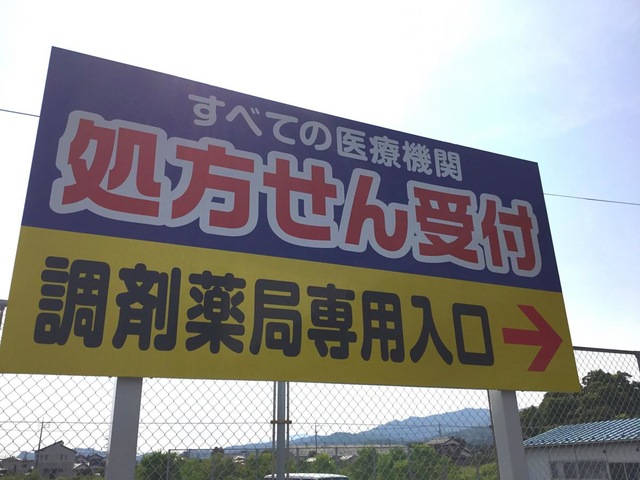 すべての医療機関
処方せん受付
調剤薬局専用入口→